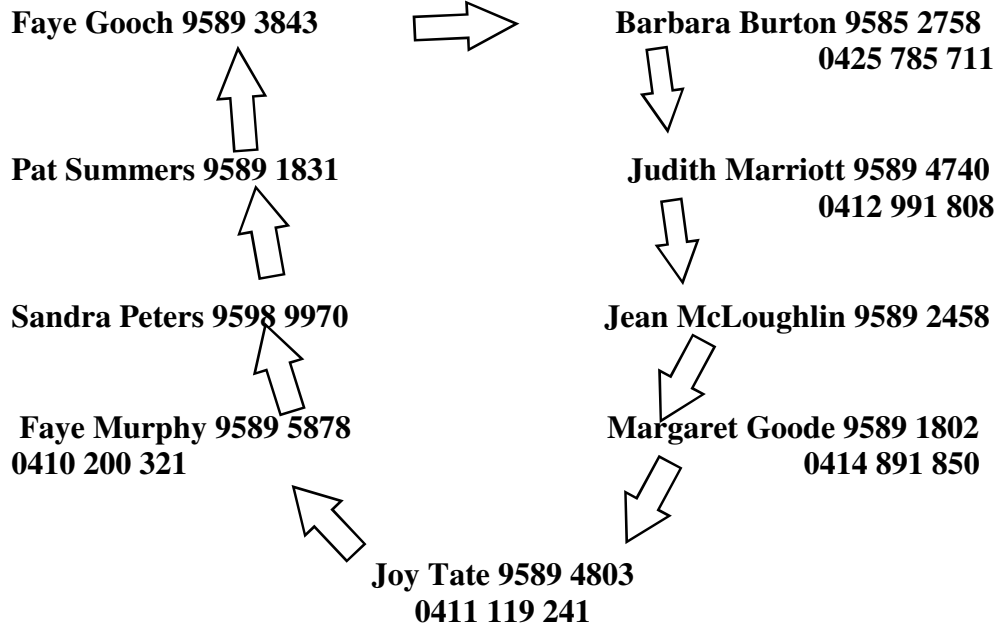 Faye Gooch 9589 3843
Barbara Burton 9585 2758
0425 785 711
Pat Summers 9589 1831
Judith Marriott 9589 4740
0412 991 808
Sandra Peters 9598 9970
Jean McLoughlin 9589 2458
Faye Murphy 9589 5878
0410 200 321
Margaret Goode 9589 1802
0414 891 850
Joy Tate 9589 4803
0411 119 241